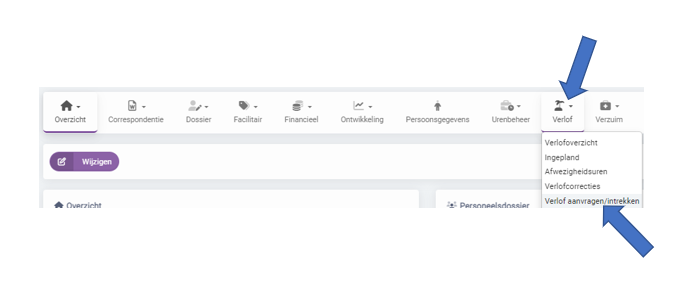 Overzicht Correspondentie Dossier Facilitair Financieel Ontwikkeling Persoonsgegevens Urenbeheer Verlof Verzuim
Verlofoverzicht
Ingepland
Wijzigen
Afwezigheidsuren
Verlofcorrecties
Verlof aanvragen/intrekken
Overzicht Personeelsdossier